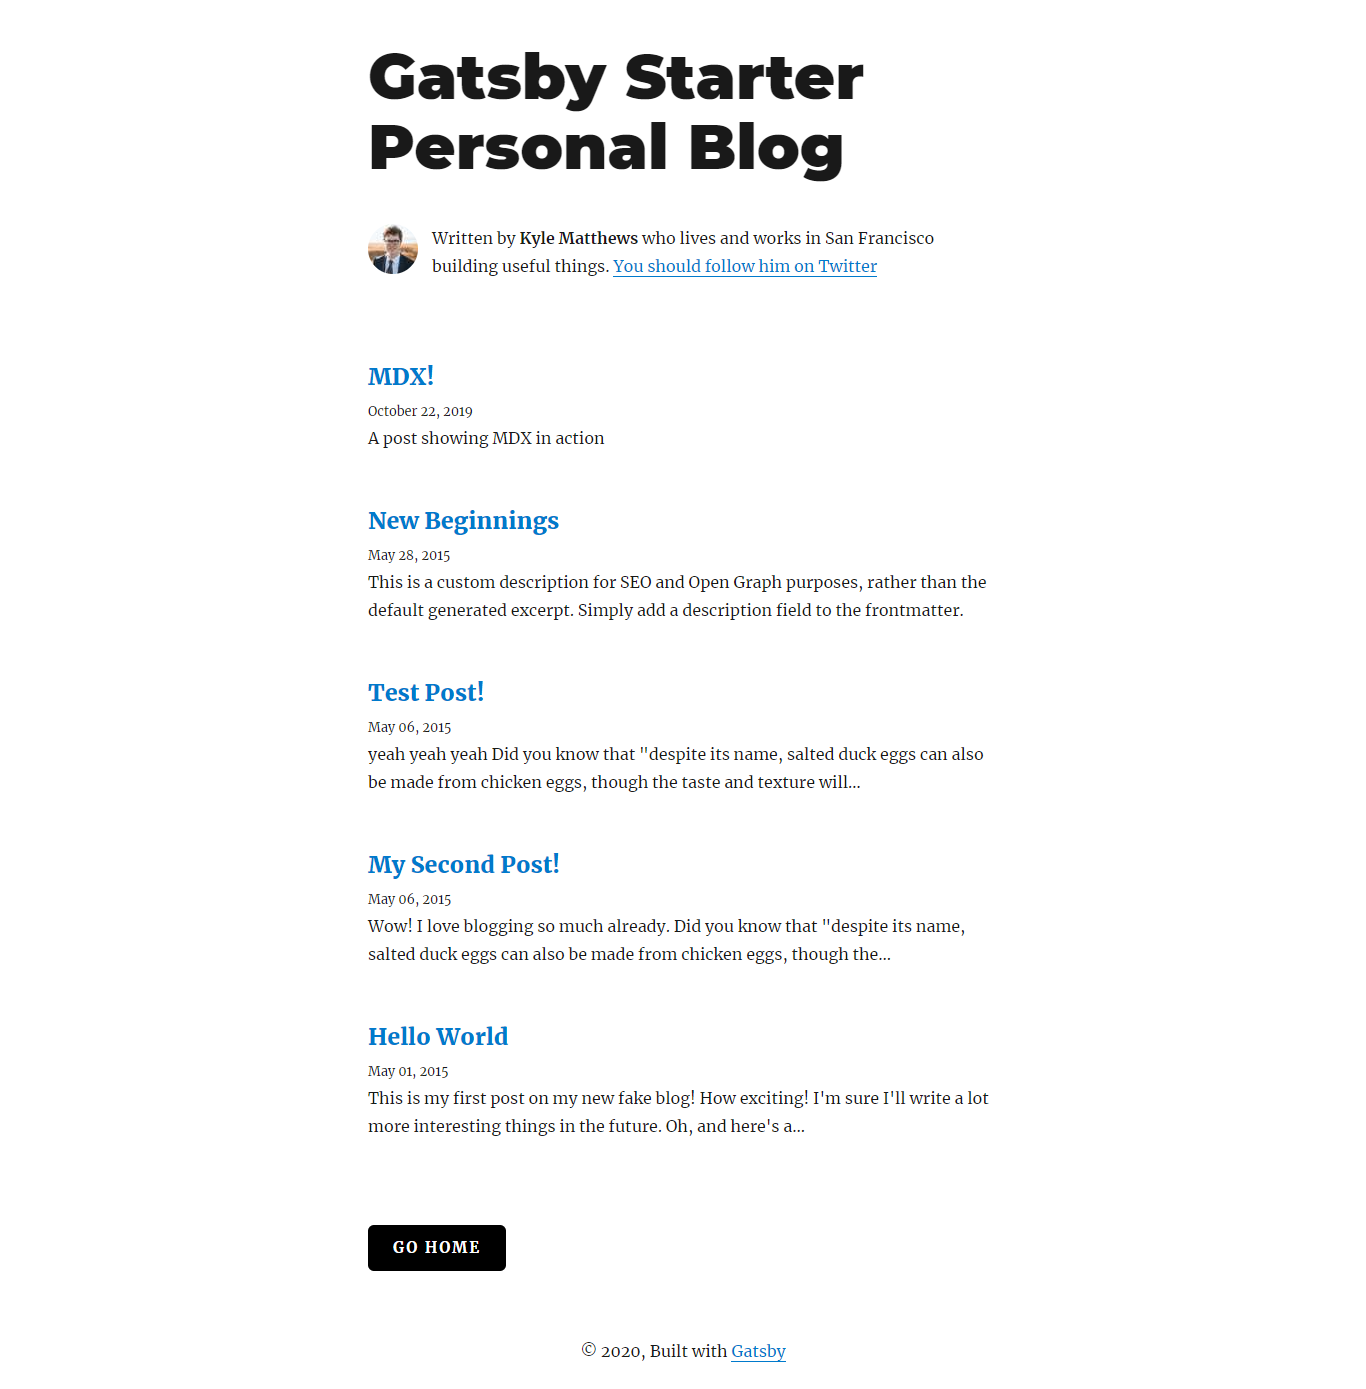 Gatsby Starter
Personal Blog
Written by Kyle Matthews who lives and works in San Francisco
building useful things. You should follow him on Twitter
MDX!
October 22, 2019
A post showing MDX in action
New Beginnings
May 28, 2015
This is a custom description for SEO and Open Graph purposes, rather than the
default generated excerpt. Simply add a description field to the frontmatter.
Test Post!
May 06, 2015
yeah yeah yeah Did you know that "despite its name, salted duck eggs can also
be made from chicken eggs, though the taste and texture will…
My Second Post!
May 06, 2015
Wow! I love blogging so much already. Did you know that "despite its name,
salted duck eggs can also be made from chicken eggs, though the…
Hello World
May 01, 2015
This is my first post on my new fake blog! How exciting! I'm sure I'll write a lot
more interesting things in the future. Oh, and here's a…
GO HOME
© 2020, Built with Gatsby